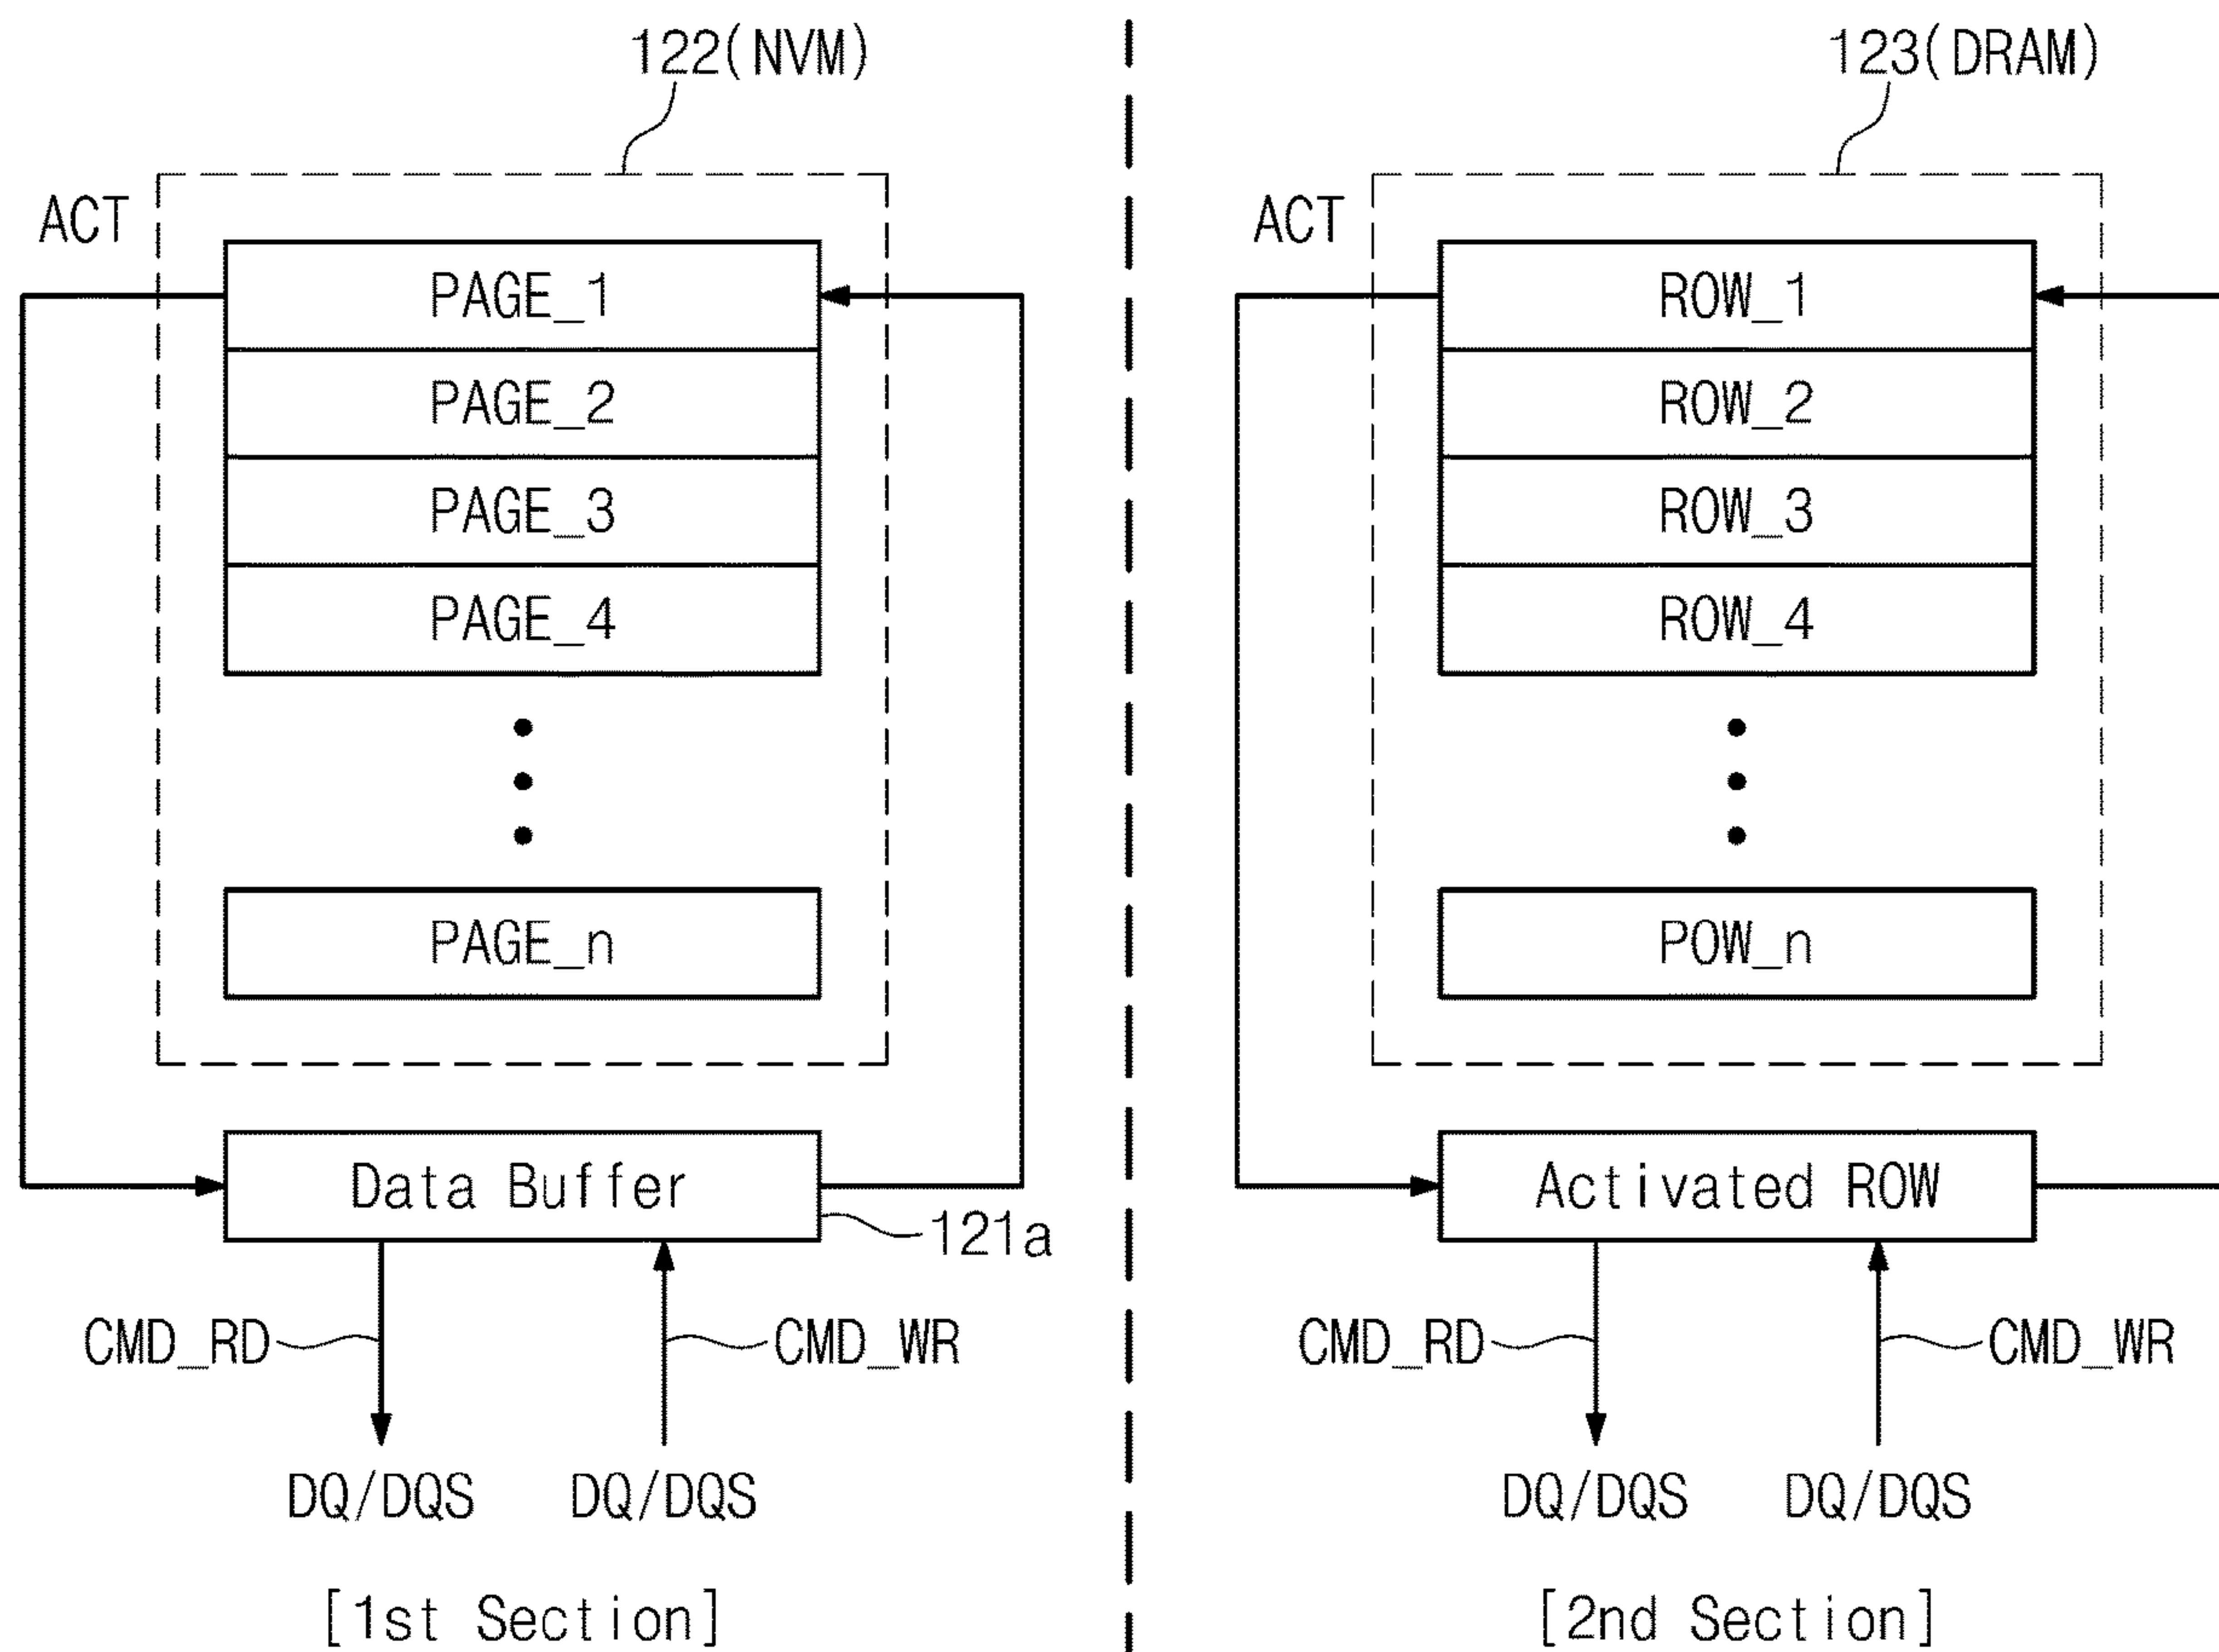 122(NVM)
ACT
PAGE_1
PAGE_2
PAGE_3
PAGE_4
PAGE_n
Data Buffer
121a
CMD_RD
CMD_WR
DQ/DQS
DQ/DQS
[1st Section]
123(DRAM)
ACT
ROW_1
ROW_2
ROW_3
ROW_4
POW_n
Activated ROW
CMD_RD
CMD_WR
DQ/DQS
DQ/DQS
[2nd Section]